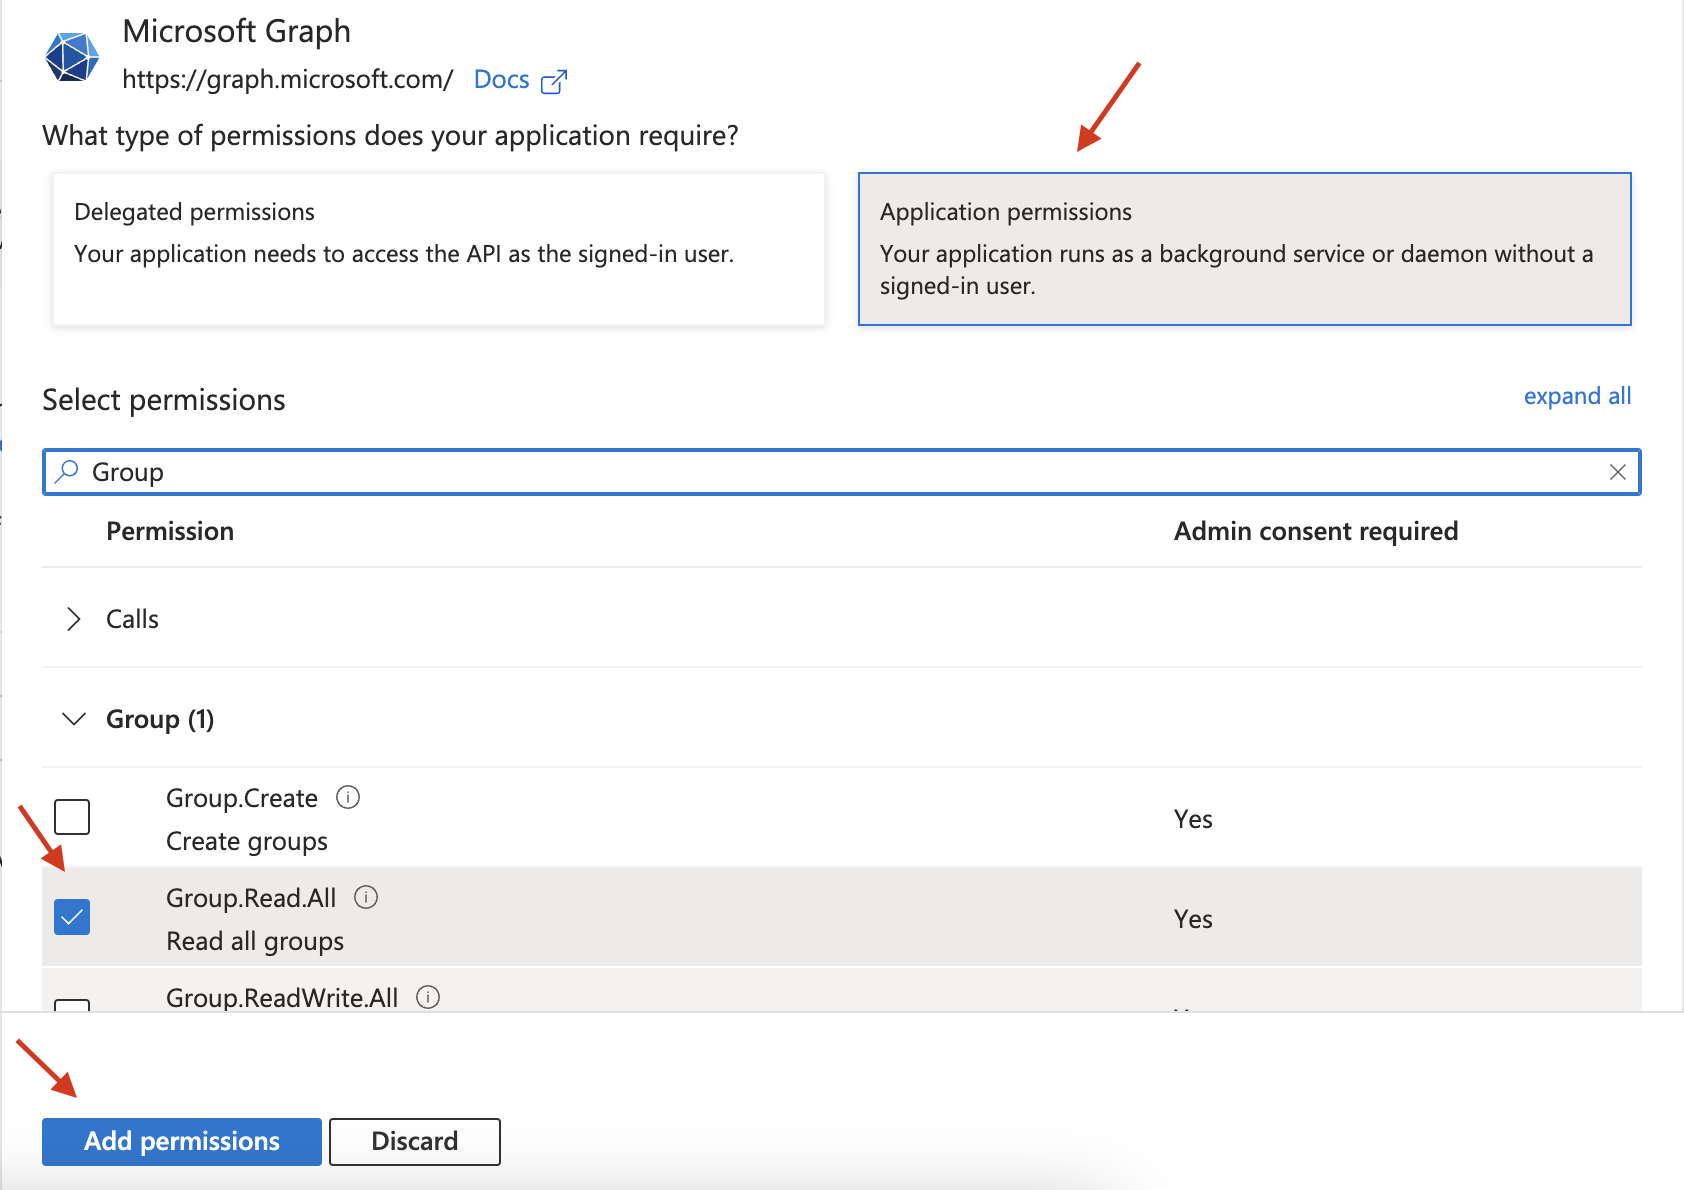 Microsoft Graph
https://graph.microsoft.com/ Docs
What type of permissions does your application require?
Delegated permissions
Your application needs to access the API as the signed-in user.
Application permissions
Your application runs as a background service or daemon without a
signed-in user.
Select permissions
expand all
Group
Permission Admin consent required
Calls
Group (1)
Group.Create
Create groups
Yes
Group.Read.All
Read all groups
Yes
Group.ReadWrite.All
Add permissions Discard